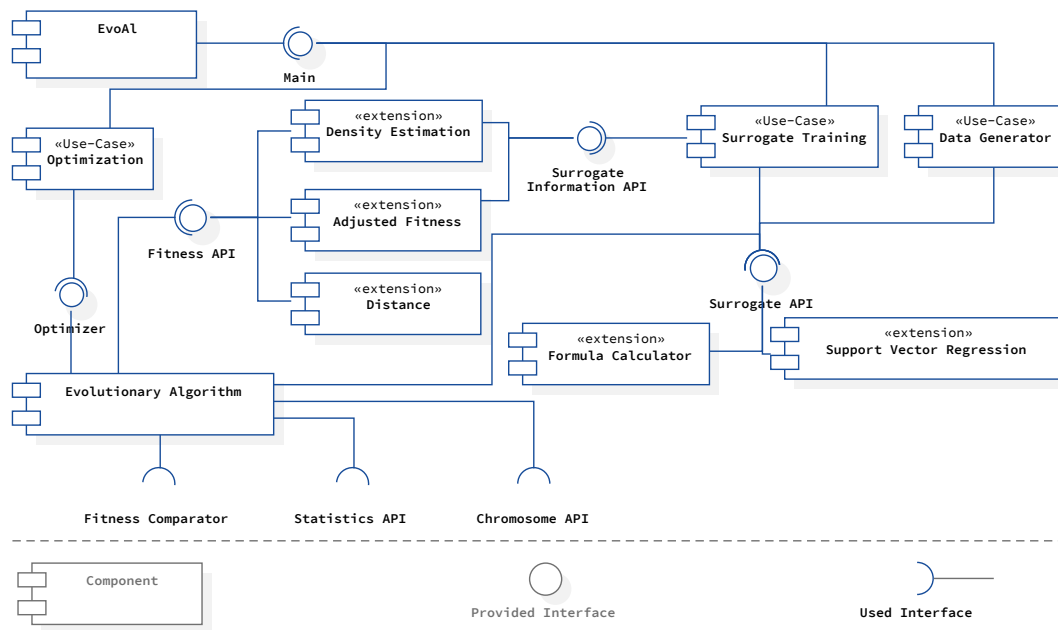 EvoAl
Main
«Use-Case»
Optimization
«extension»
Density Estimation
«Use-Case»
Surrogate Training
«Use-Case»
Data Generator
Surrogate
Information API
«extension»
Adjusted Fitness
Fitness API
«extension»
Distance
Surrogate API
Optimizer
«extension»
Formula Calculator
«extension»
Support Vector Regression
Evolutionary Algorithm
Fitness Comparator
Statistics API
Chromosome API
Component
Provided Interface
Used Interface